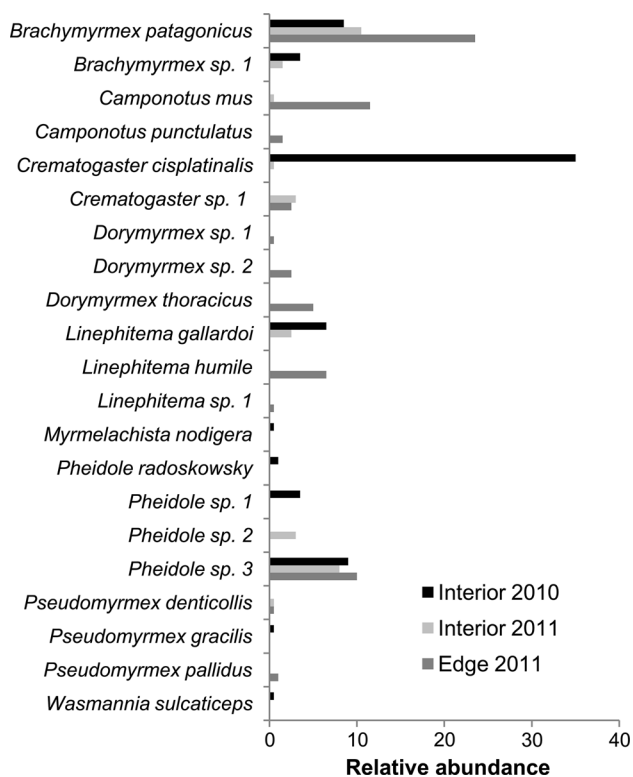 Brachymyrmex patagonicus
Brachymyrmex sp. 1
Camponotus mus
Camponotus punctulatus
Crematogaster cisplatinalis
Crematogaster sp. 1
Dorymyrmex sp. 1
Dorymyrmex sp. 2
Dorymyrmex thoracicus
Linephitema gallardoi
Linephitema humile
Linephitema sp. 1
Myrmelachista nodigera
Pheidole radoskowsky
Pheidole sp. 1
Pheidole sp. 2
Pheidole sp. 3
Pseudomyrmex denticollis
Pseudomyrmex gracilis
Pseudomyrmex pallidus
Wasmannia sulcaticeps
Interior 2010
Interior 2011
Edge 2011
0 10 20 30 40
Relative abundance